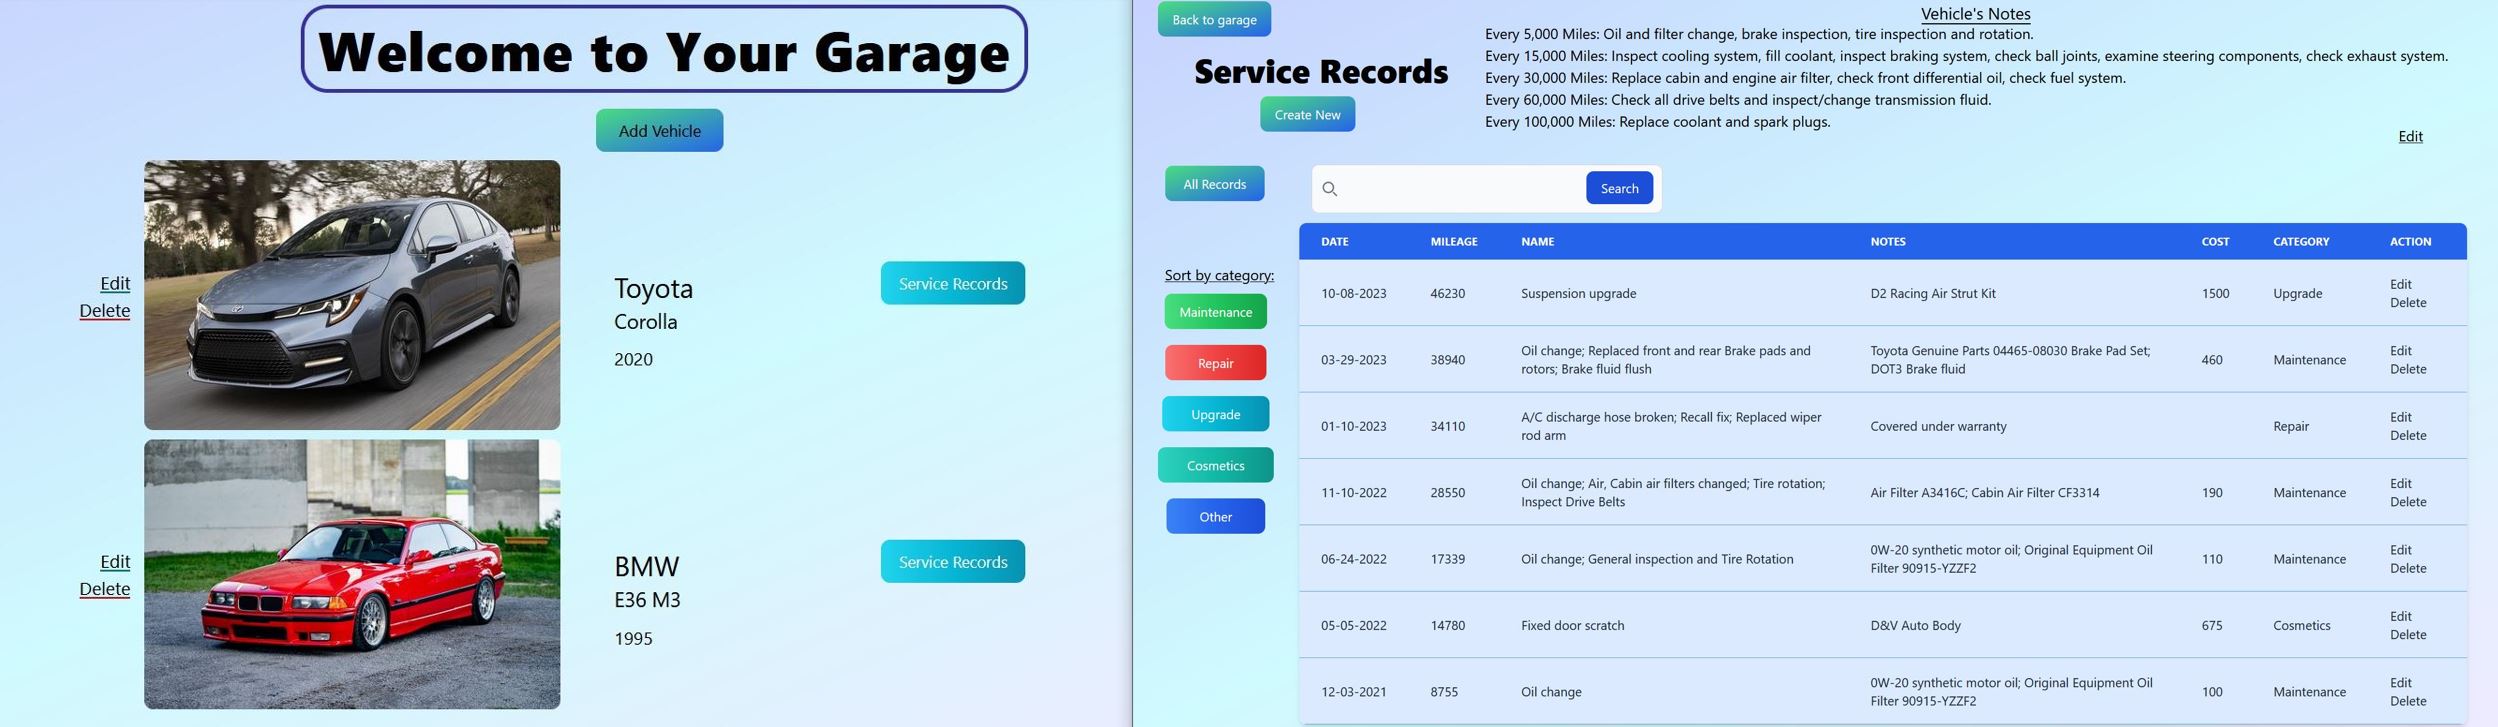 Welcome to Your Garage
Add Vehicle
Edit
Delete
Toyota
Corolla
2020
Service Records
Edit
Delete
BMW
E36 M3
1995
Service Records
Back to garage
Service Records
Create New
Vehicle's Notes
Every 5,000 Miles: Oil and filter change, brake inspection, tire inspection and rotation.
Every 15,000 Miles: Inspect cooling system, fill coolant, inspect braking system, check ball joints, examine steering components, check exhaust system.
Every 30,000 Miles: Replace cabin and engine air filter, check front differential oil, check fuel system.
Every 60,000 Miles: Check all drive belts and inspect/change transmission fluid.
Every 100,000 Miles: Replace coolant and spark plugs.
Edit
All Records
Search
Sort by category:
Maintenance
Repair
Upgrade
Cosmetics
Other
DATE MILEAGE NAME NOTES COST CATEGORY ACTION
10-08-2023 46230 Suspension upgrade D2 Racing Air Strut Kit 1500 Upgrade Edit
Delete
03-29-2023 38940 Oil change; Replaced front and rear Brake pads and
rotors; Brake fluid flush
Toyota Genuine Parts 04465-08030 Brake Pad Set;
DOT3 Brake fluid
460 Maintenance Edit
Delete
01-10-2023 34110 A/C discharge hose broken; Recall fix; Replaced wiper
rod arm
Covered under warranty Repair Edit
Delete
11-10-2022 28550 Oil change; Air, Cabin air filters changed; Tire rotation;
Inspect Drive Belts
Air Filter A3416C; Cabin Air Filter CF3314 190 Maintenance Edit
Delete
06-24-2022 17339 Oil change; General inspection and Tire Rotation
0W-20 synthetic motor oil; Original Equipment Oil
Filter 90915-YZZF2
110 Maintenance Edit
Delete
05-05-2022 14780 Fixed door scratch D&V Auto Body 675 Cosmetics Edit
Delete
12-03-2021 8755 Oil change
0W-20 synthetic motor oil; Original Equipment Oil
Filter 90915-YZZF2
100 Maintenance Edit
Delete